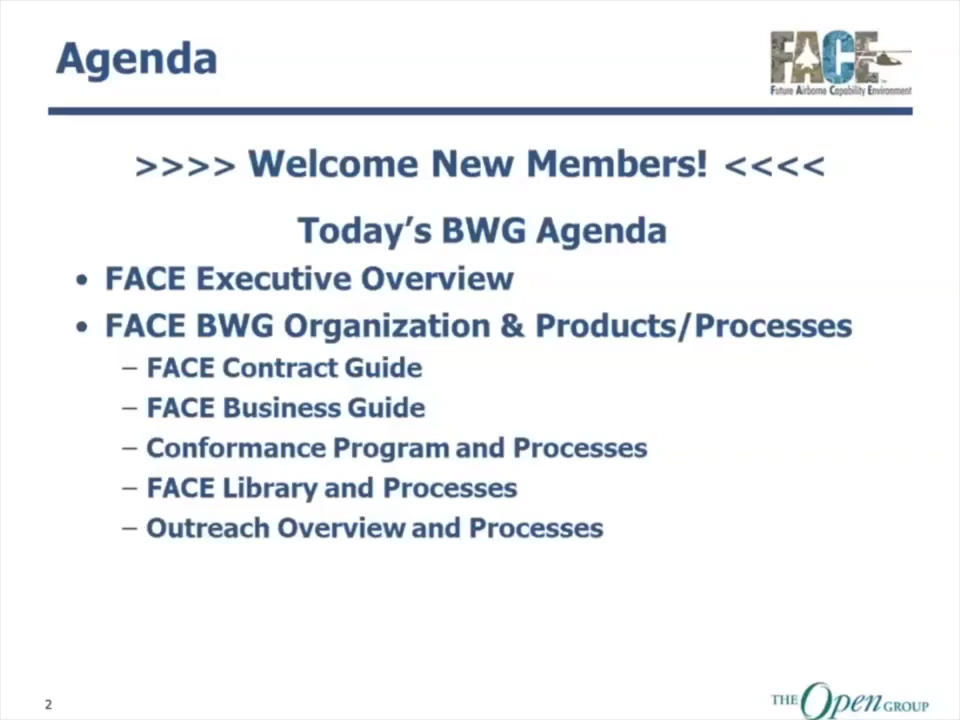 Agenda
FACE
Future Airborne Capability Environment
>>>> Welcome New Members! <<<<
Today’s BWG Agenda
• FACE Executive Overview
• FACE BWG Organization & Products/Processes
– FACE Contract Guide
– FACE Business Guide
– Conformance Program and Processes
– FACE Library and Processes
– Outreach Overview and Processes
2
THE Open GROUP